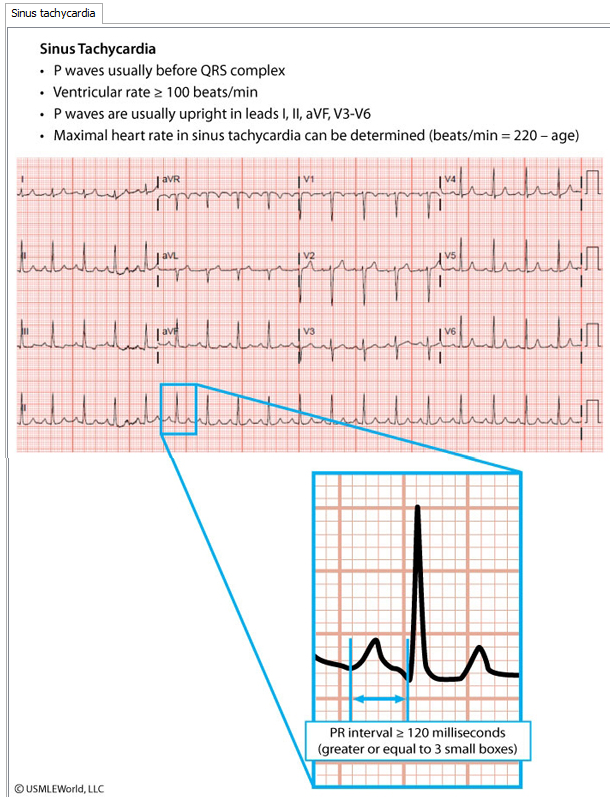 Sinus tachycardia
Sinus Tachycardia
• P waves usually before QRS complex
• Ventricular rate ≥ 100 beats/min
• P waves are usually upright in leads I, II, aVF, V3-V6
• Maximal heart rate in sinus tachycardia can be determined (beats/min = 220 – age)
I aVR V1 V4
II aVL V2 V5
III aVF V3 V6
II
PR interval ≥ 120 milliseconds
(greater or equal to 3 small boxes)
© USMLEWorld, LLC